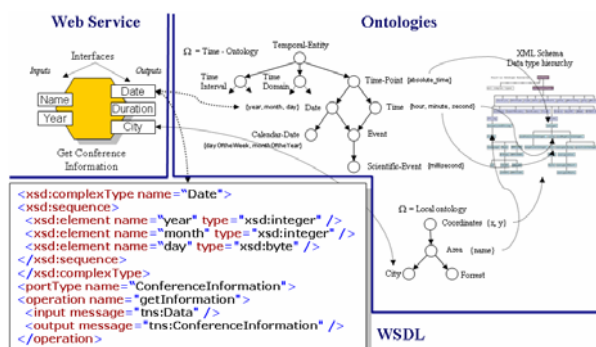 Web Service
Ontologies
Interfaces
Inputs
Outputs
Name
Year
Date
Duration
City
Get Conference
Information
Ω = Time - Ontology
Temporal-Entity
Time
Interval
Time
Domain
Time-Point
[absolute_time]
{year, month, day}
Date
Time
{hour, minute, second}
Calendar-Date
{dayOftheWeek, monthOftheYear}
Event
Scientific-Event
{millisecond}
XML Schema
Data type hierarchy
Ω = Local ontology
Coordinates {x, y}
Area
{name}
City
Forrest
WSDL
<xsd:complexType name="Date">
<xsd:sequence>
<xsd:element name="year" type="xsd:integer" />
<xsd:element name="month" type="xsd:integer" />
<xsd:element name="day" type="xsd:byte" />
</xsd:sequence>
</xsd:complexType>
<portType name="ConferenceInformation">
<operation name="getInformation">
<input message="tns:Data" />
<output message="tns:ConferenceInformation" />
</operation>